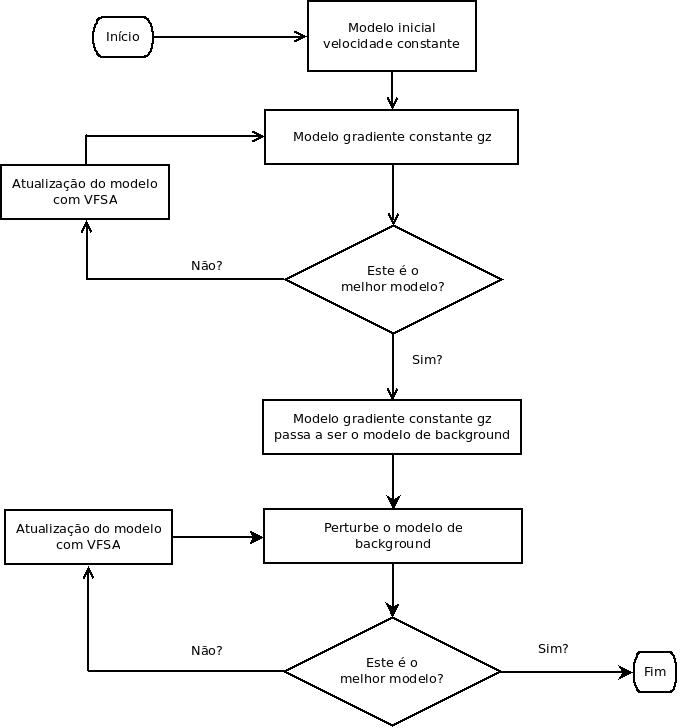 Início
Modelo inicial
velocidade constante
Modelo gradiente constante gz
Atualização do modelo
com VFSA
Não?
Este é o
melhor modelo?
Sim?
Modelo gradiente constante gz
passa a ser o modelo de background
Atualização do modelo
com VFSA
Perturbe o modelo de
background
Não?
Este é o
melhor modelo?
Sim?
Fim